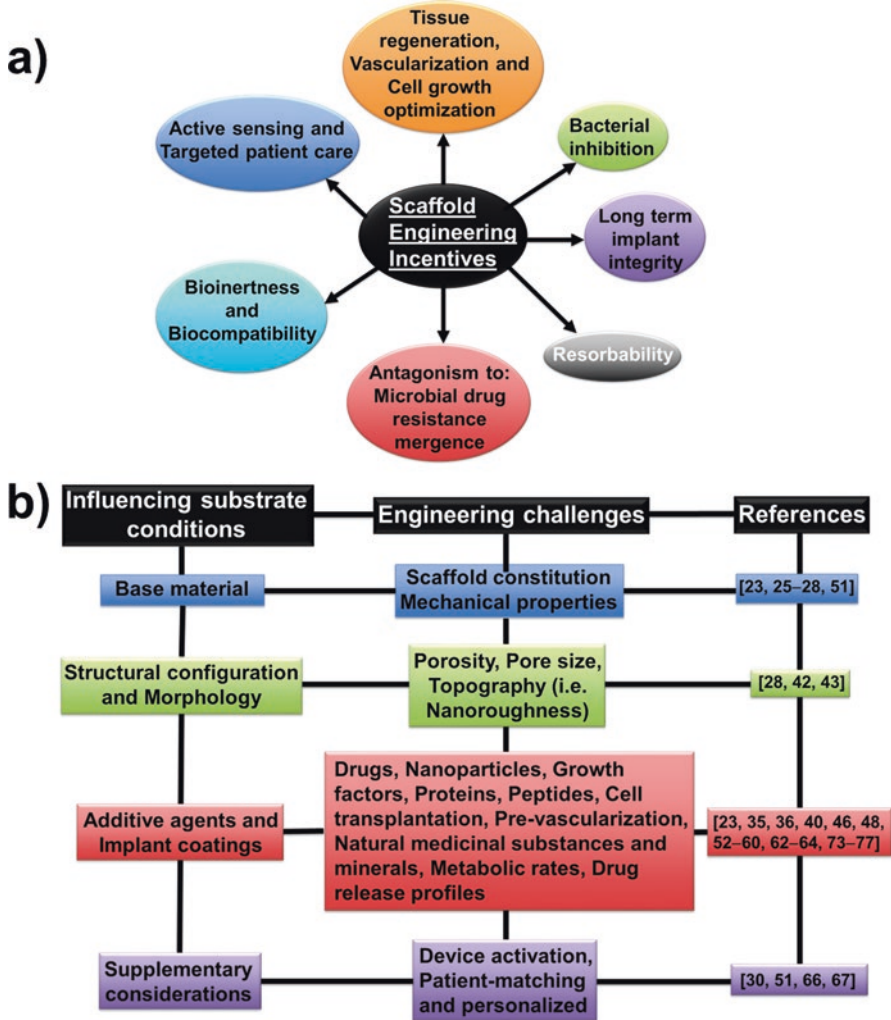 a)
Tissue
regeneration,
Vascularization and
Cell growth
optimization
Active sensing and
Targeted patient care
Bacterial
inhibition
Scaffold
Engineering
Incentives
Long term
implant
integrity
Bioinertness
and
Biocompatibility
Resorbability
Antagonism to:
Microbial drug
resistance
mergence
b)
Influencing substrate
conditions
Engineering challenges
References
Base material
Scaffold constitution
Mechanical properties
[23, 25–28, 51]
Structural configuration
and Morphology
Porosity, Pore size,
Topography (i.e.
Nanoroughness)
[28, 42, 43]
Additive agents and
Implant coatings
Drugs, Nanoparticles, Growth
factors, Proteins, Peptides, Cell
transplantation, Pre-vascularization,
Natural medicinal substances and
minerals, Metabolic rates, Drug
release profiles
[23, 35, 36, 40, 46, 48,
52–60, 62–64, 73–77]
Supplementary
considerations
Device activation,
Patient-matching
and personalized
[30, 51, 66, 67]